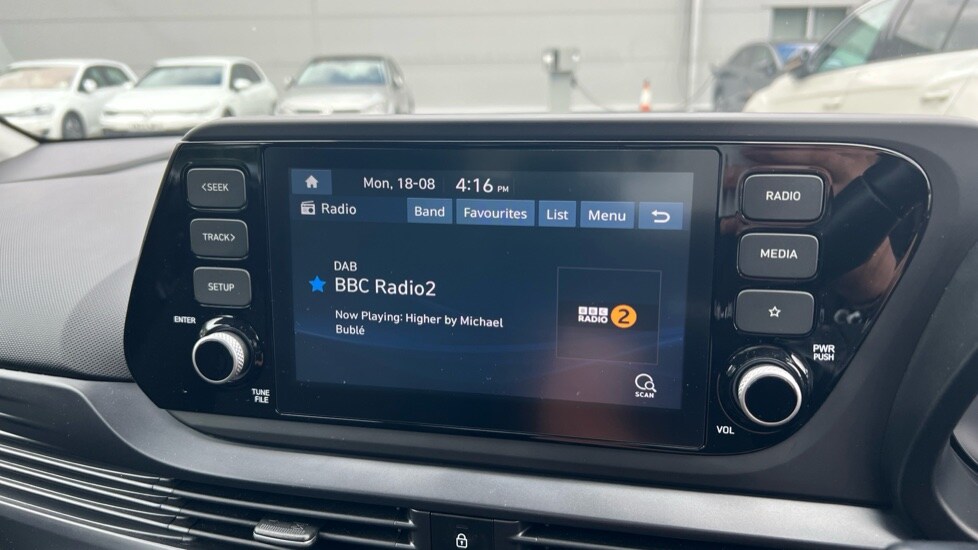 <SEEK
TRACK>
SETUP
ENTER
TUNE
FILE
Mon, 18-08 4:16 PM
Radio Band Favourites List Menu
DAB
BBC Radio2
Now Playing: Higher by Michael
Bublé
BBC
RADIO 2
SCAN
RADIO
MEDIA
PWR
PUSH
VOL